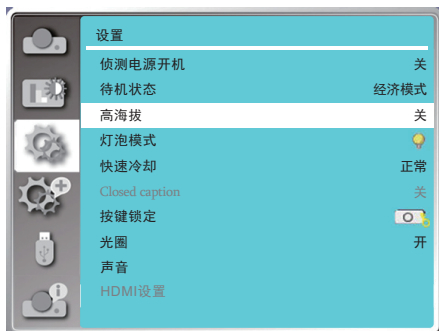 设置
侦测电源开机 关
待机状态 经济模式
高海拔 关
灯泡模式
快速冷却 正常
Closed caption 关
按键锁定
光圈 开
声音
HDMI设置